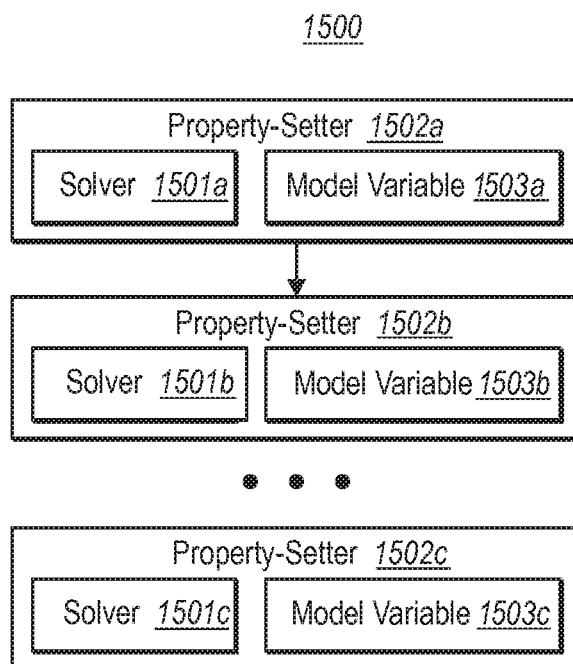 1500
Property-Setter 1502a
Solver 1501a
Model Variable 1503a
Property-Setter 1502b
Solver 1501b
Model Variable 1503b
Property-Setter 1502c
Solver 1501c
Model Variable 1503c